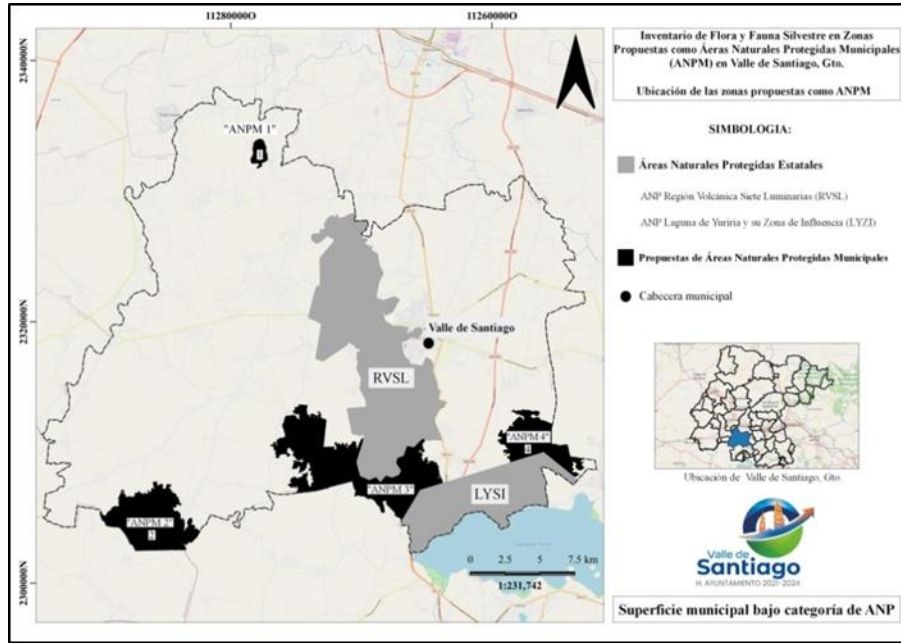 11280000
11260000
2340000N
2320000N
2300000N
"ANPM 1"
1
Valle de Santiago
RVSL
"ANPM 4"
4
"ANPM 3"
LYSI
"ANPM 2"
2
0 2.5 5 7.5 km
1:231,742
Inventario de Flora y Fauna Silvestre en Zonas
Propuestas como Áeras Naturales Protegidas Municipales
(ANPM) en Valle de Santiago, Gto.
Ubicación de las zonas propuestas como ANPM
SIMBOLOGIA:
Áreas Naturales Protegidas Estatales
ANP Región Volcánica Siete Luminarias (RVSL)
ANP Laguna de Yuriria y su Zona de Influencia (LYZI)
Propuestas de Áreas Naturales Protegidas Municipales
Cabecera municipal
Ubicación de Valle de Santiago, Gto.
Valle de
Santiago
H. AYUNTAMIENTO 2021-2024
Superficie municipal bajo categoría de ANP